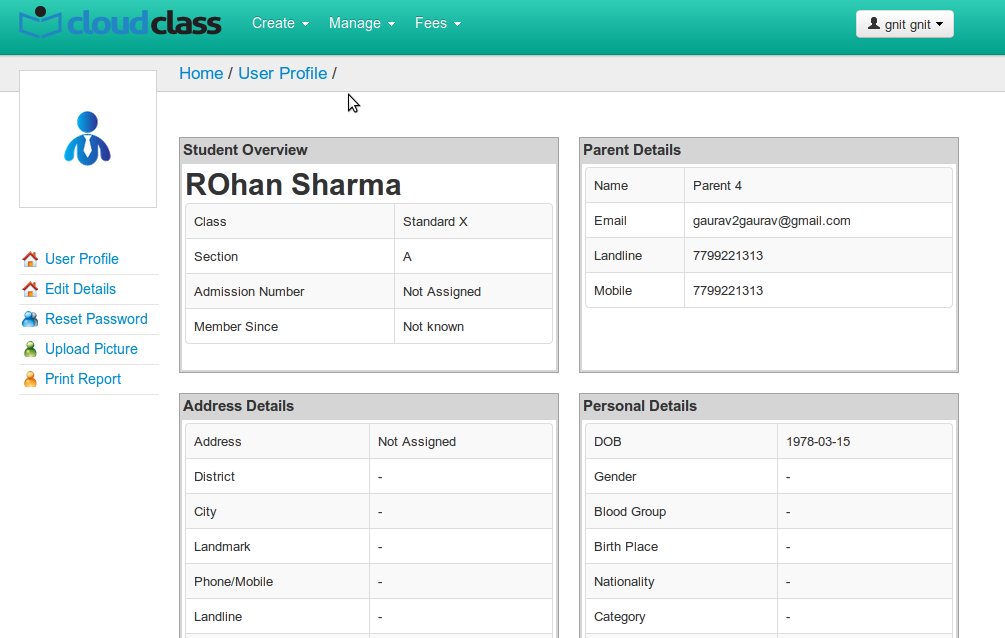 cloudclass Create Manage Fees gnit gnit
Home / User Profile /
User Profile
Edit Details
Reset Password
Upload Picture
Print Report
Student Overview
ROhan Sharma
Class Standard X
Section A
Admission Number Not Assigned
Member Since Not known
Parent Details
Name Parent 4
Email gaurav2gaurav@gmail.com
Landline 7799221313
Mobile 7799221313
Address Details
Address Not Assigned
District -
City -
Landmark -
Phone/Mobile -
Landline -
Personal Details
DOB 1978-03-15
Gender -
Blood Group -
Birth Place -
Nationality -
Category -